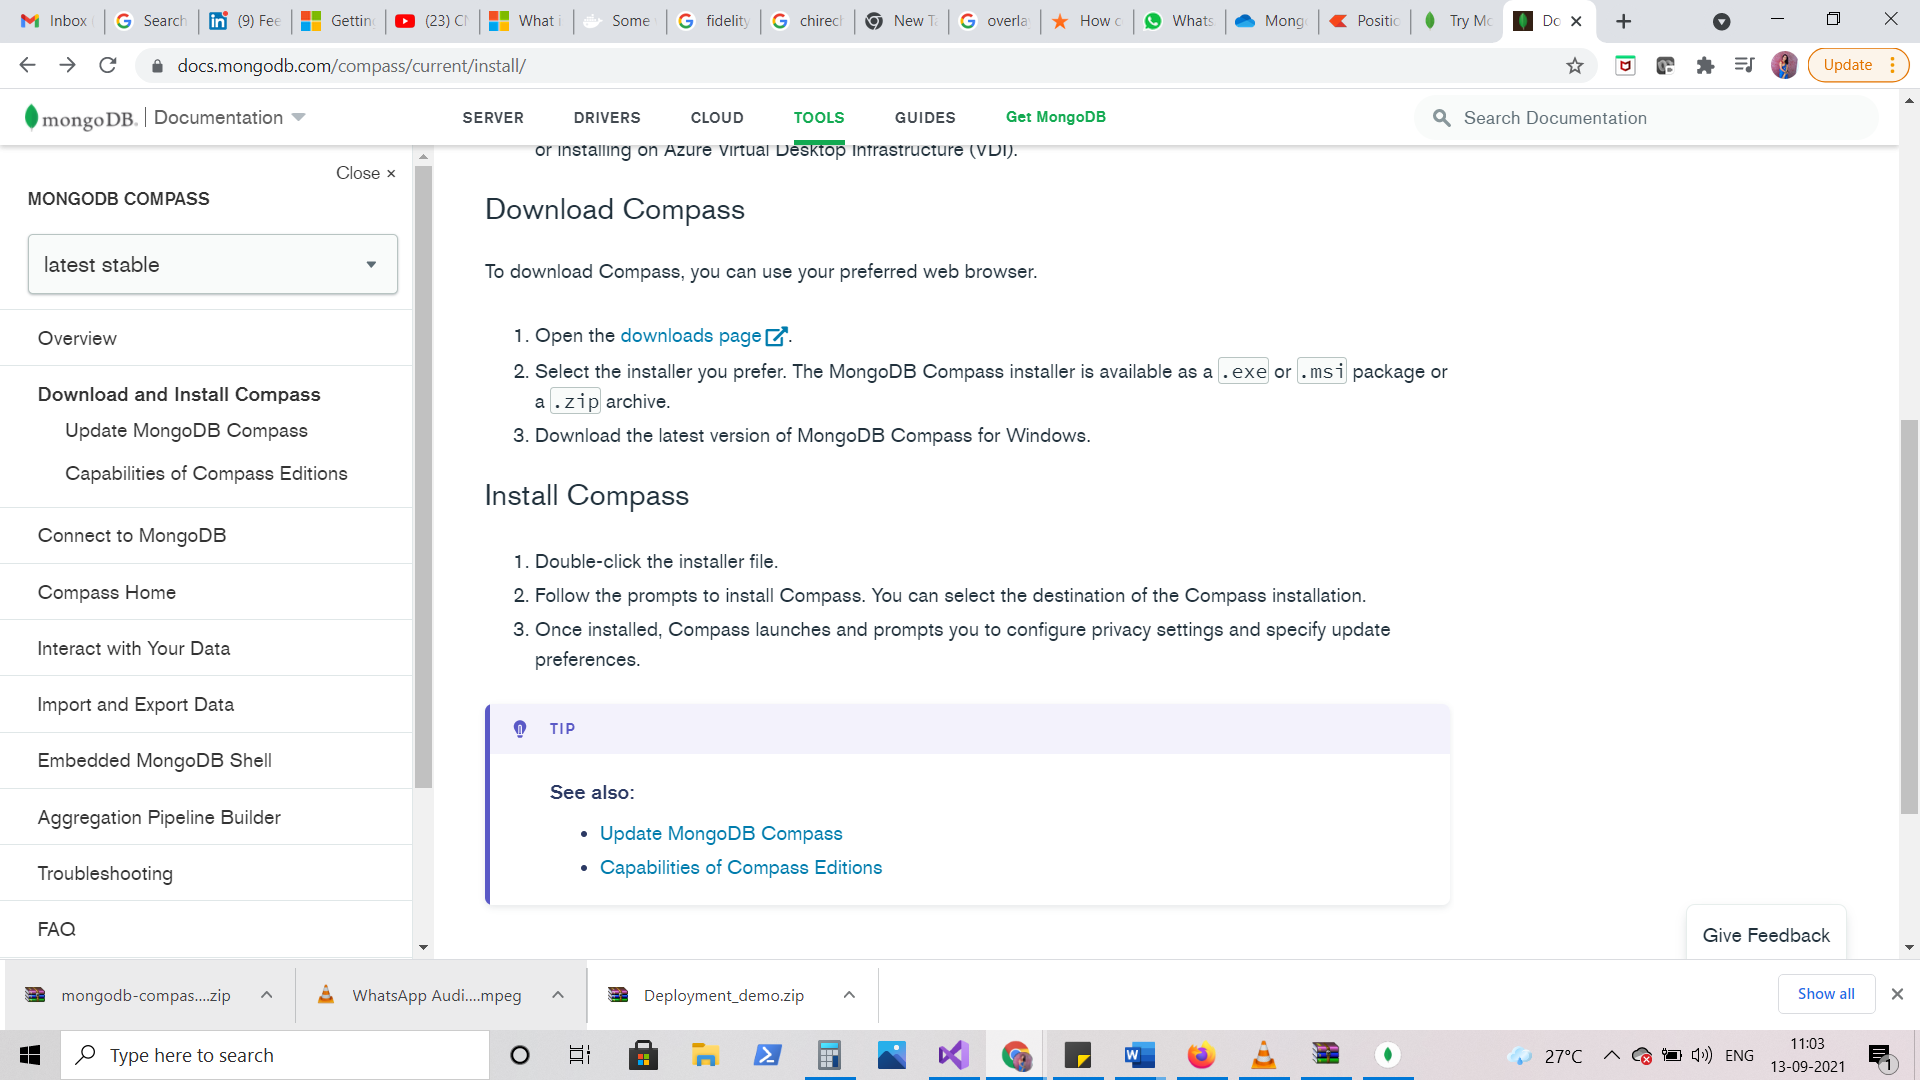 Inbox
Search
(9) Fee
Getting
(23) Cl
What i
Some
fidelity
chirech
New Ta
overla
How c
Whats
Mong
Positio
Try Mo
Do
docs.mongodb.com/compass/current/install/
Update
mongoDB. Documentation
SERVER DRIVERS CLOUD TOOLS GUIDES Get MongoDB
Search Documentation
Close ×
MONGODB COMPASS
latest stable
Overview
Download and Install Compass
Update MongoDB Compass
Capabilities of Compass Editions
Connect to MongoDB
Compass Home
Interact with Your Data
Import and Export Data
Embedded MongoDB Shell
Aggregation Pipeline Builder
Troubleshooting
FAQ
or installing on Azure Virtual Desktop Infrastructure (VDI).
Download Compass
To download Compass, you can use your preferred web browser.
1. Open the downloads page.
2. Select the installer you prefer. The MongoDB Compass installer is available as a .exe or .msi package or
a .zip archive.
3. Download the latest version of MongoDB Compass for Windows.
Install Compass
1. Double-click the installer file.
2. Follow the prompts to install Compass. You can select the destination of the Compass installation.
3. Once installed, Compass launches and prompts you to configure privacy settings and specify update
preferences.
TIP
See also:
• Update MongoDB Compass
• Capabilities of Compass Editions
Give Feedback
mongodb-compas....zip
WhatsApp Audi....mpeg
Deployment_demo.zip
Show all
Type here to search
27°C
ENG
11:03
13-09-2021
1